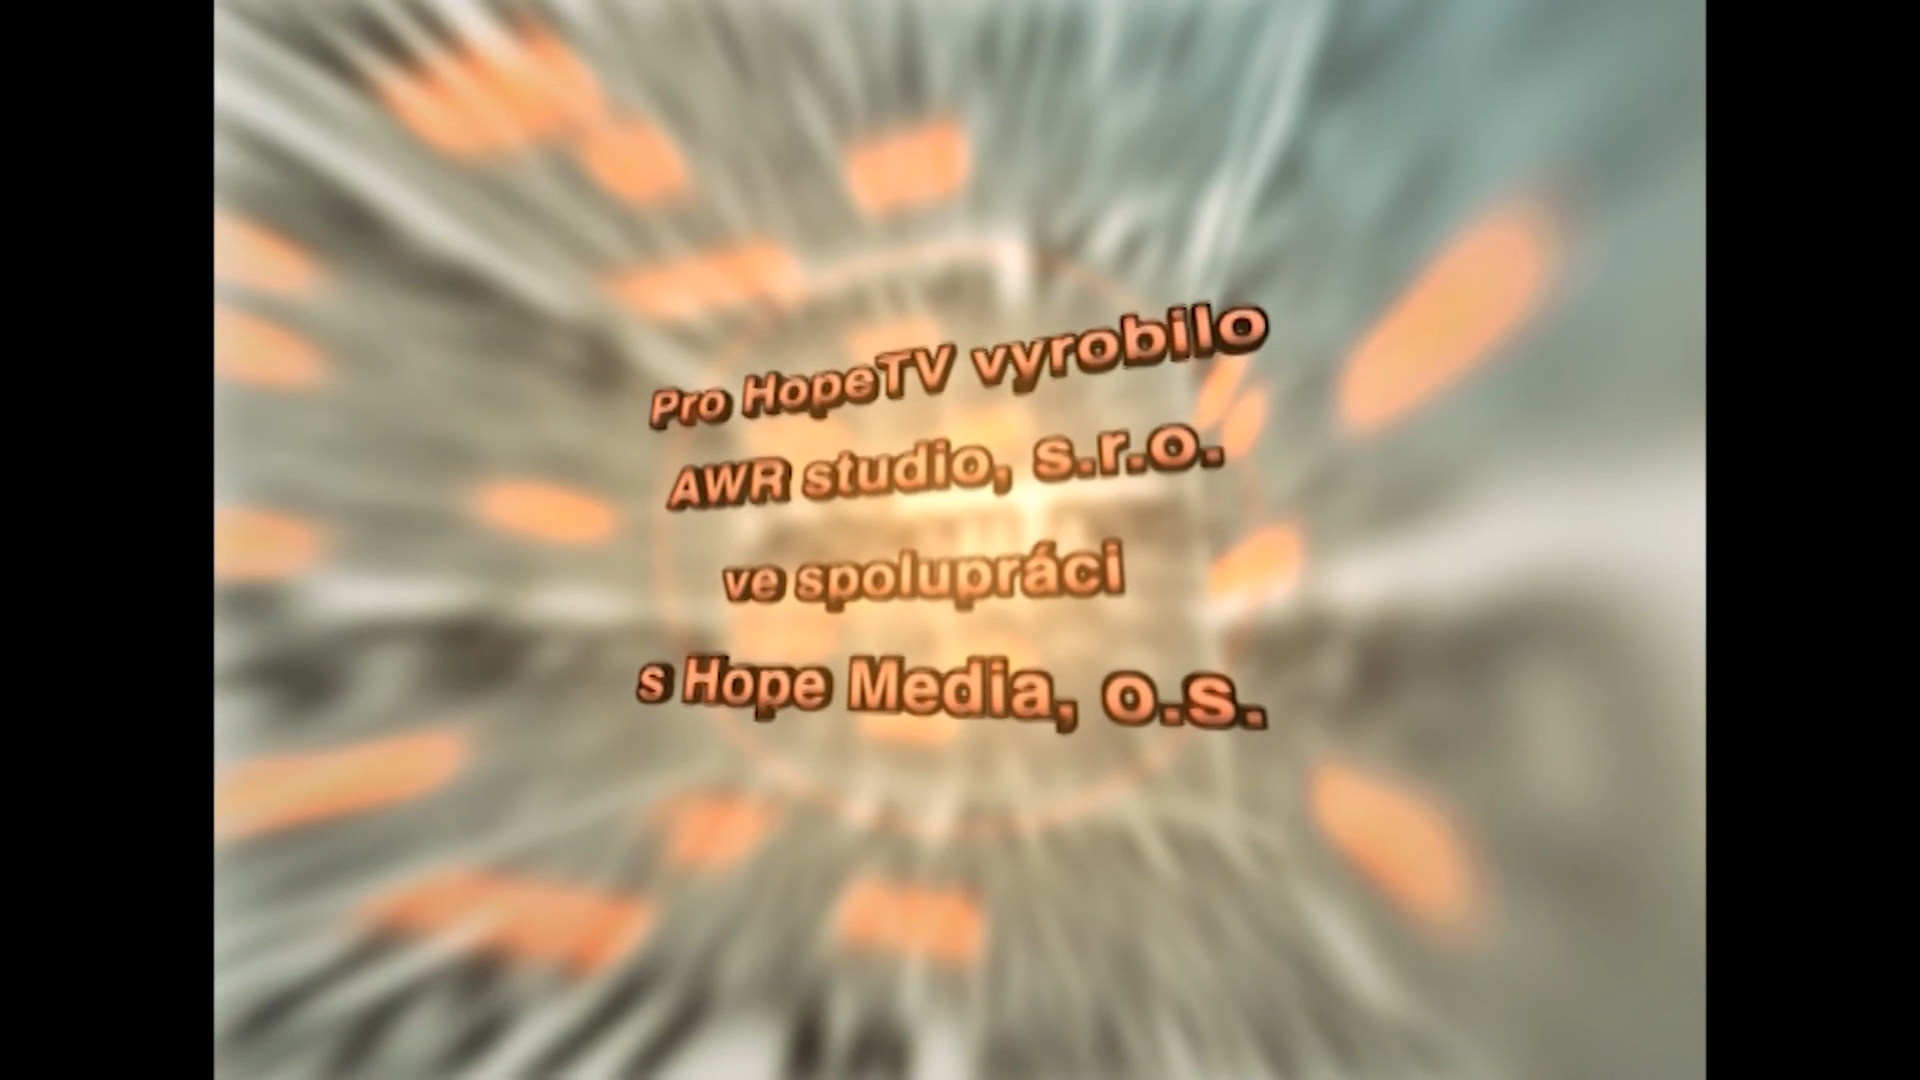 Pro HopeTV vyrobilo
AWR studio, s.r.o.
ve spolupráci
s Hope Media, o.s.